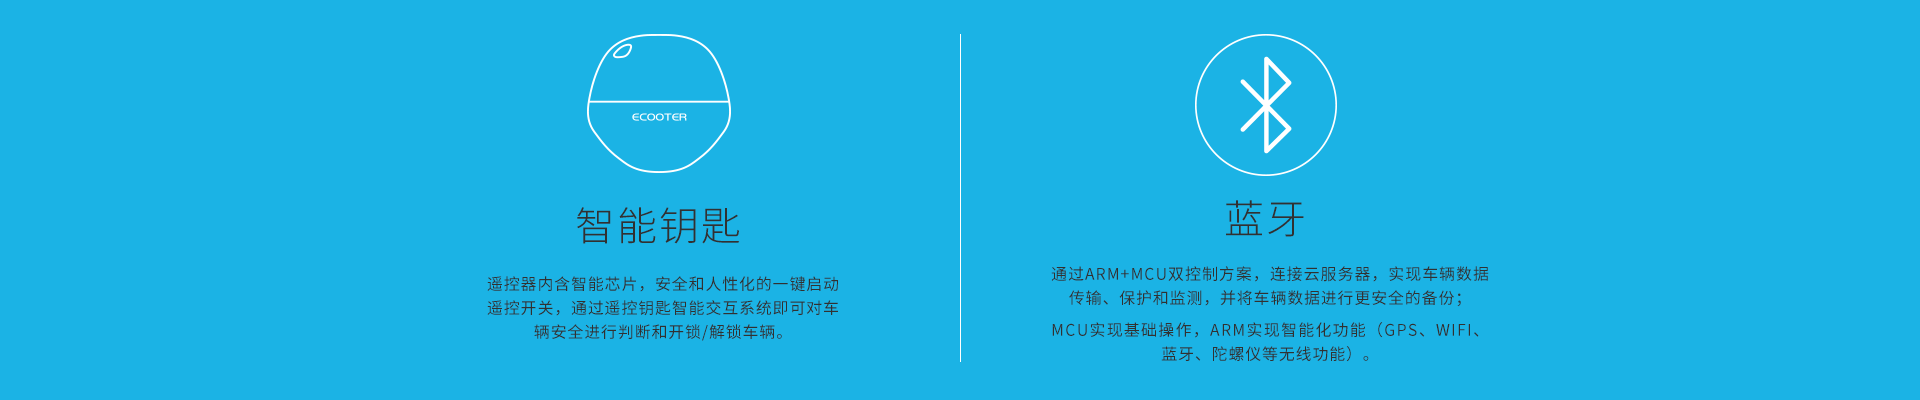 ECOOTER
智能钥匙
遥控器内含智能芯片，安全和人性化的一键启动
遥控开关，通过遥控钥匙智能交互系统即可对车
辆安全进行判断和开锁/解锁车辆。
蓝牙
通过ARM+MCU双控制方案，连接云服务器，实现车辆数据
传输、保护和监测，并将车辆数据进行更安全的备份；
MCU实现基础操作，ARM实现智能化功能（GPS、WIFI、
蓝牙、陀螺仪等无线功能）。